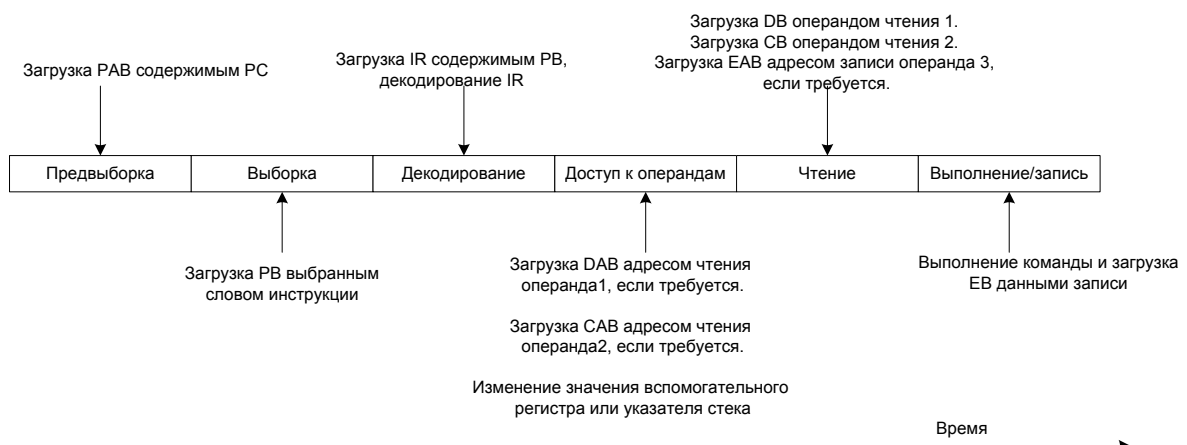 Загрузка DB операндом чтения 1.
Загрузка CB операндом чтения 2.
Загрузка EAB адресом записи операнда 3,
если требуется.
Загрузка IR содержимым PB,
декодирование IR
Загрузка PAB содержимым PC
Предвыборка
Выборка
Декодирование
Доступ к операндам
Чтение
Выполнение/запись
Загрузка PB выбранным
словом инструкции
Загрузка DAB адресом чтения
операнда1, если требуется.
Загрузка CAB адресом чтения
операнда2, если требуется.
Изменение значения вспомогательного
регистра или указателя стека
Выполнение команды и загрузка
EB данными записи
Время